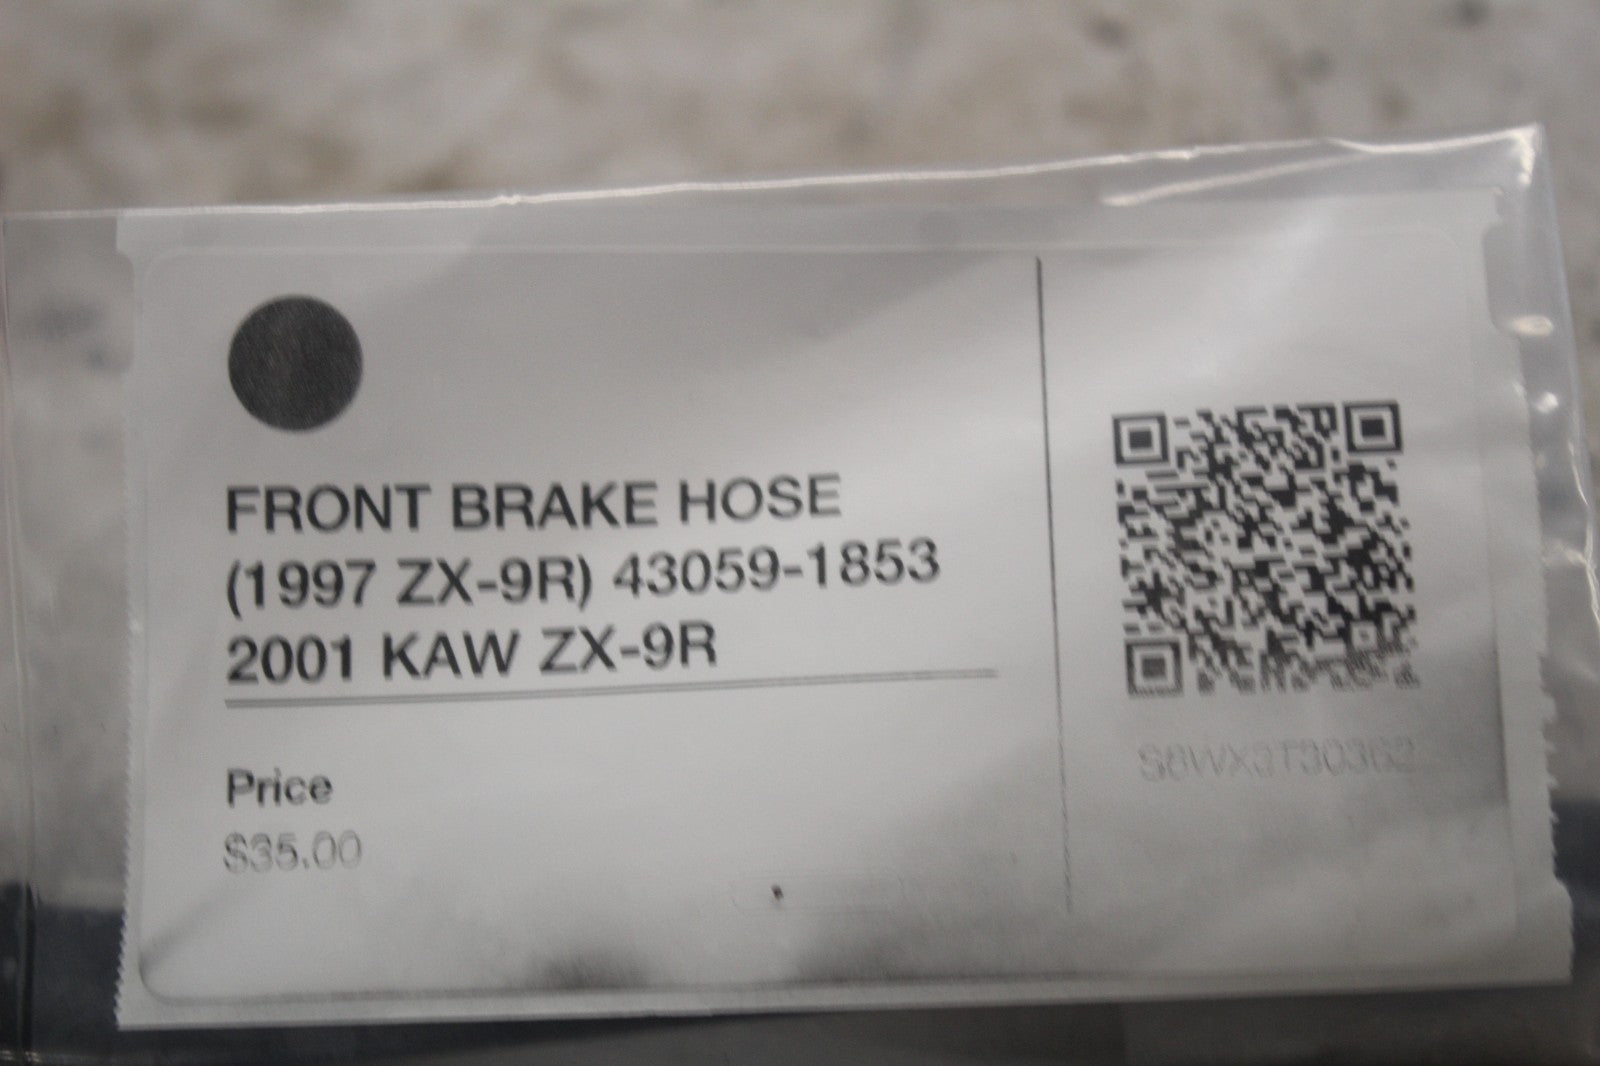 FRONT BRAKE HOSE
(1997 ZX-9R) 43059-1853
2001 KAW ZX-9R
Price
$35.00